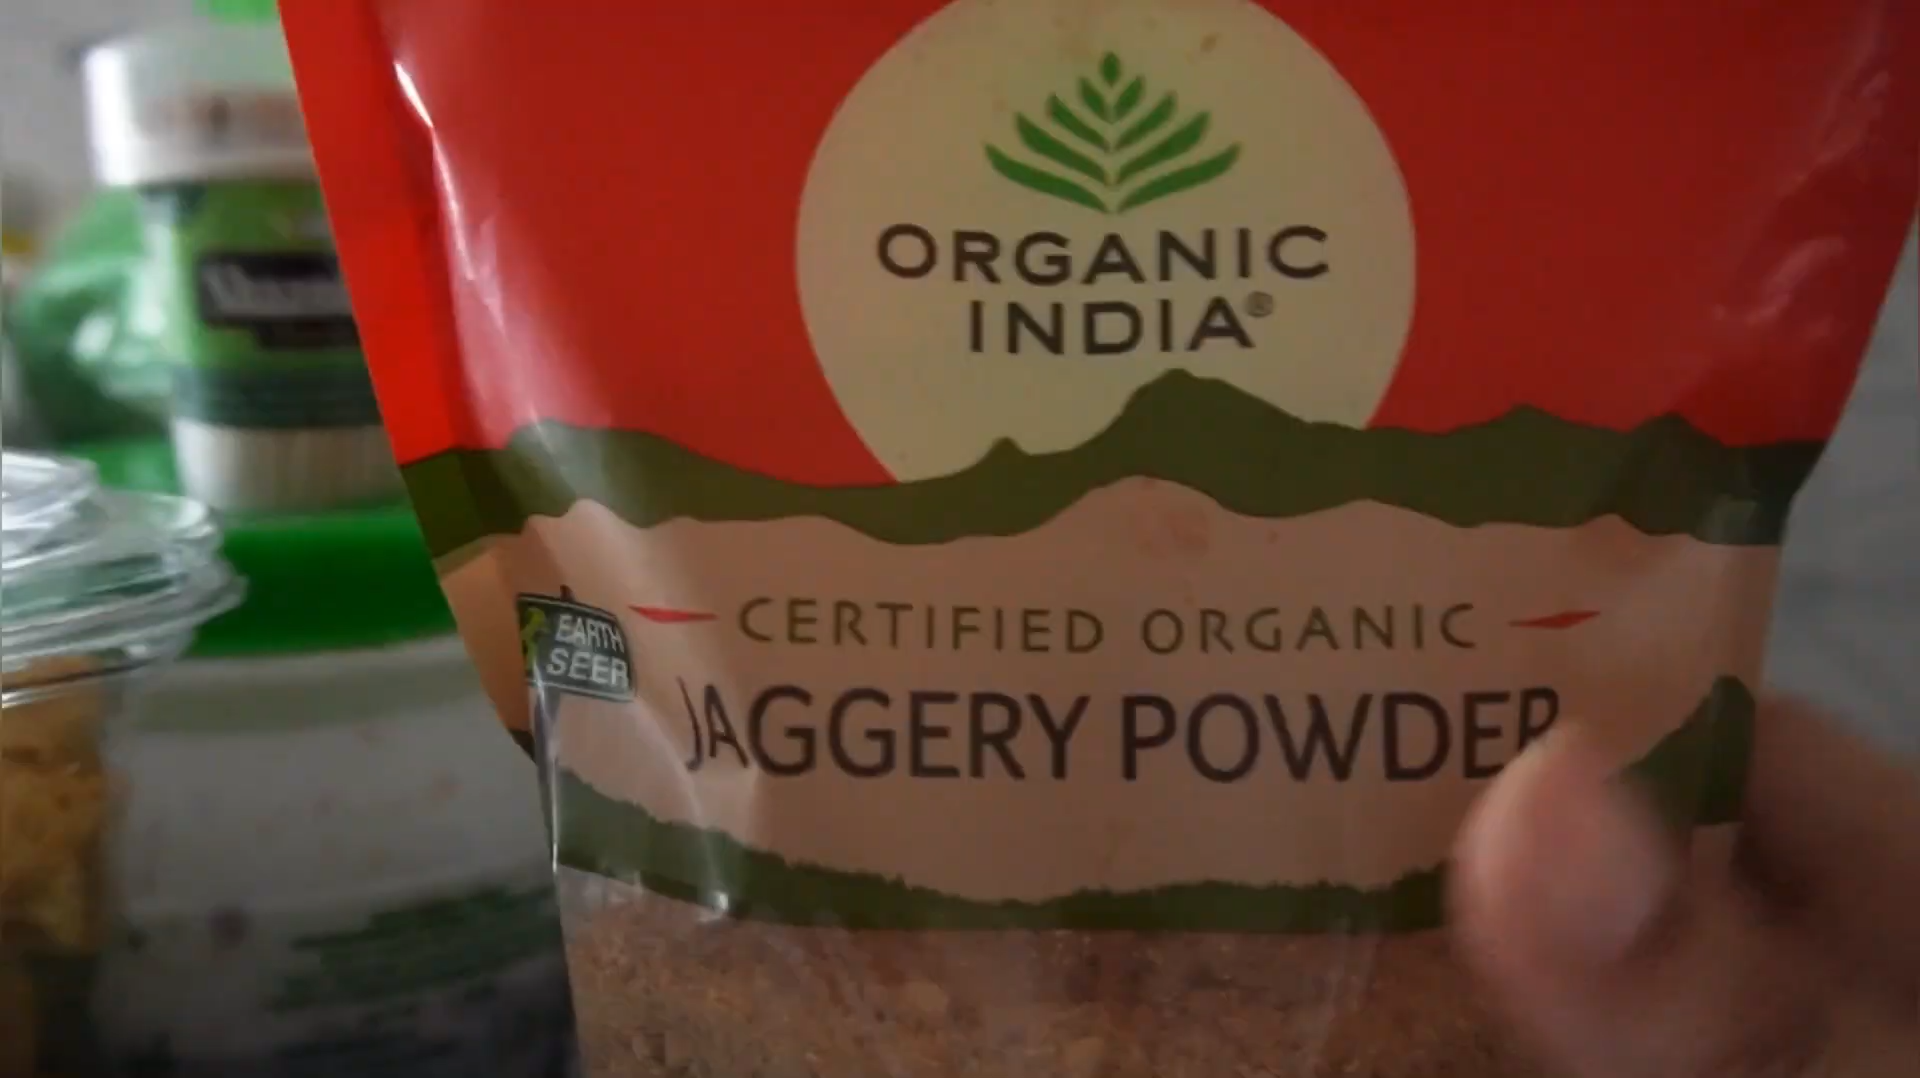 ORGANIC
INDIA®
CERTIFIED ORGANIC
EARTH
SEER
JAGGERY POWDER